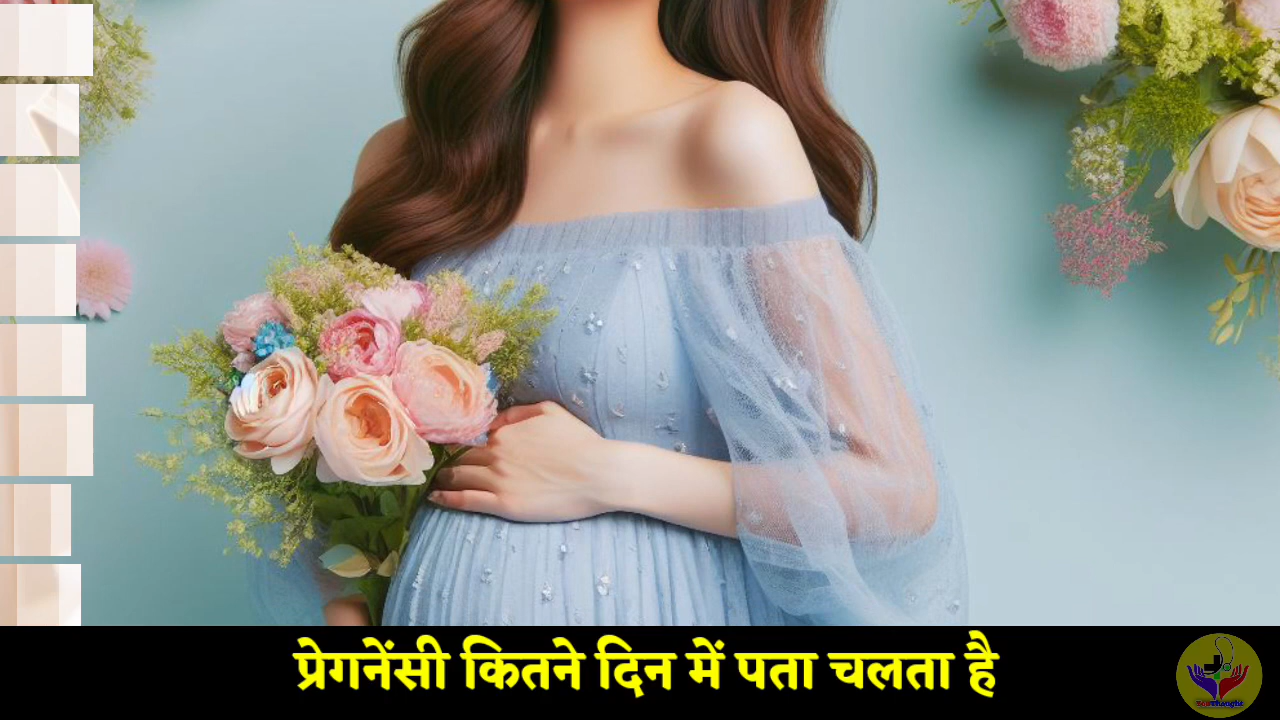 प्रेगनेंसी कितने दिन में पता चलता है